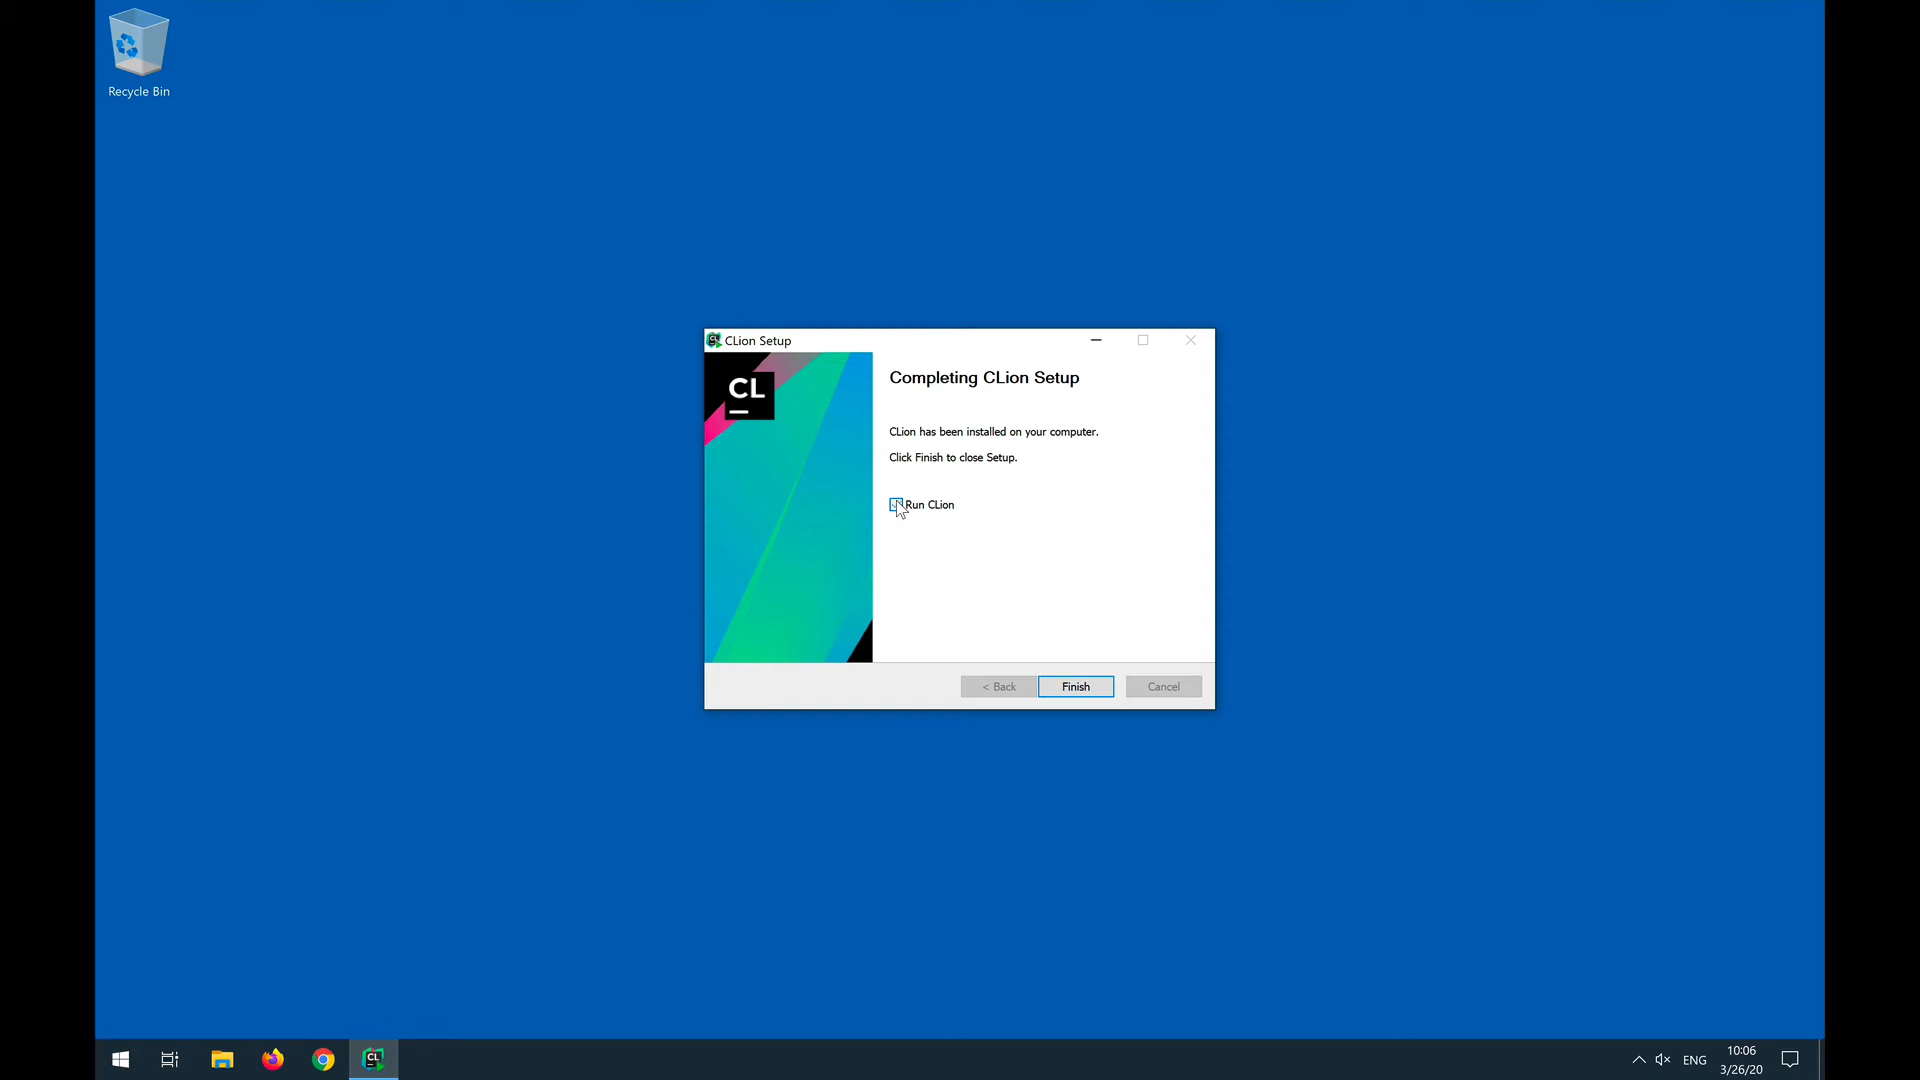 Recycle Bin
CLion Setup
CL
Completing CLion Setup
CLion has been installed on your computer.
Click Finish to close Setup.
Run CLion
< Back
Finish
Cancel
CL
ENG
10:06
3/26/20